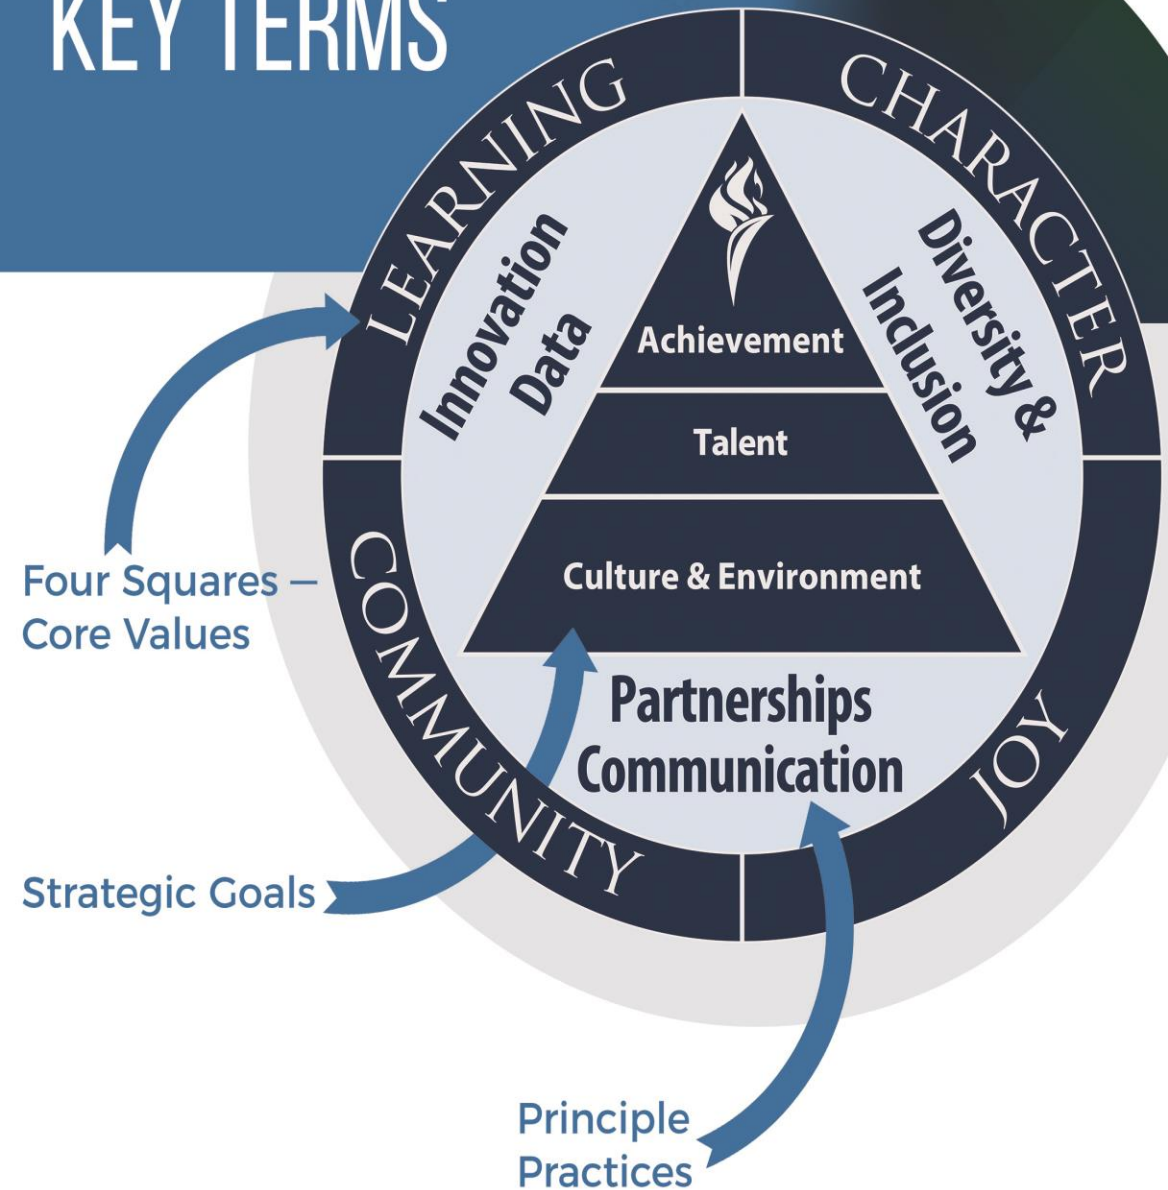 KEY TERMS
LEARNING
CHARACTER
Innovation
Data
Diversity &
Inclusion
Achievement
Talent
Culture & Environment
Four Squares –
Core Values
COMMUNITY
JOY
Partnerships
Communication
Strategic Goals
Principle
Practices